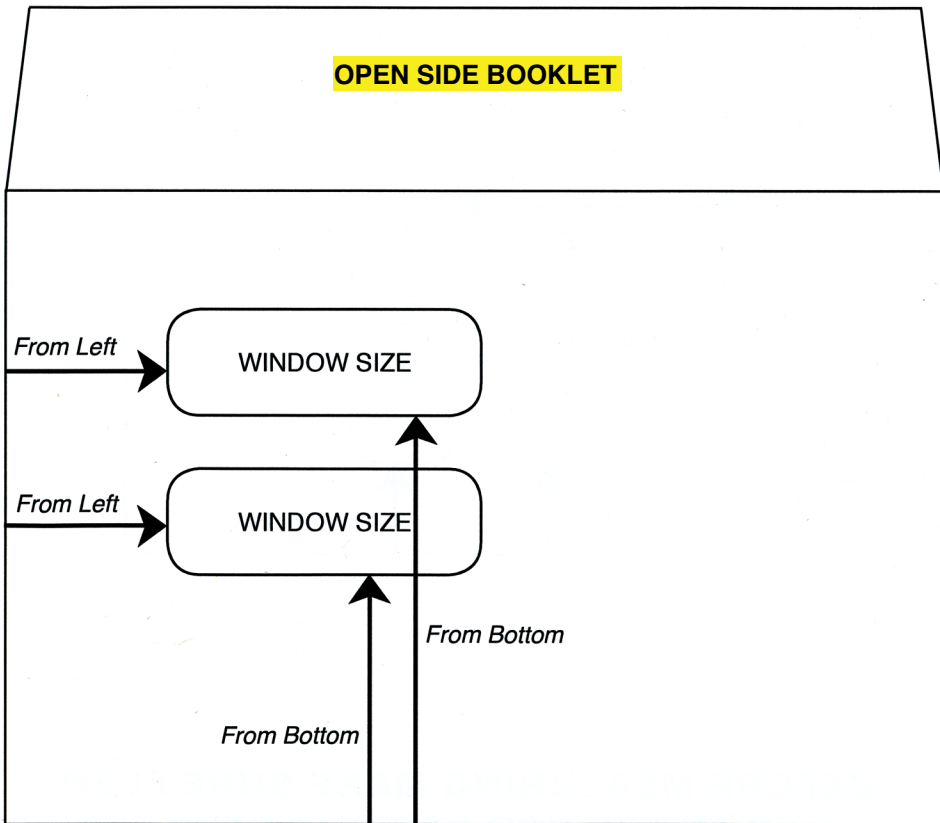 OPEN SIDE BOOKLET
From Left
WINDOW SIZE
From Left
WINDOW SIZE
From Bottom
From Bottom